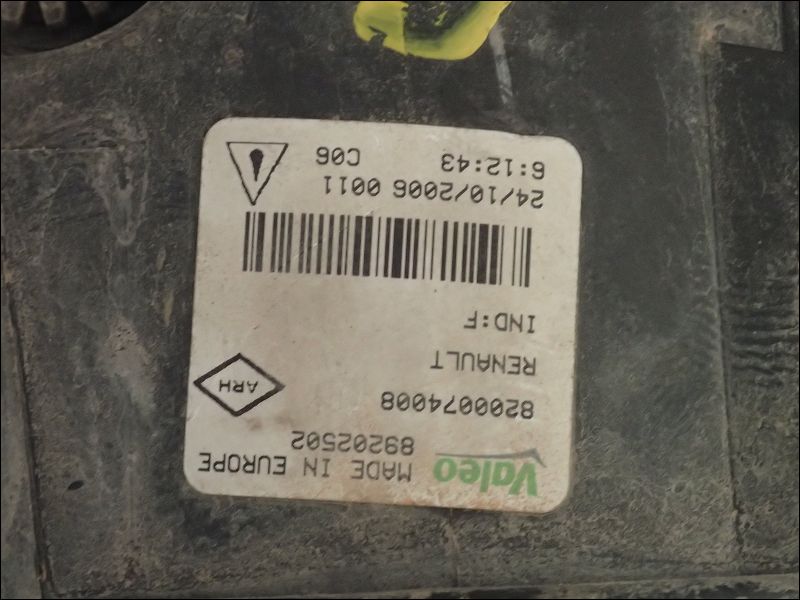 Valeo MADE IN EUROPE
89202502
8200074008
RENAULT
ARH
IND:F
24/10/2006 0011
6:12:43 C06